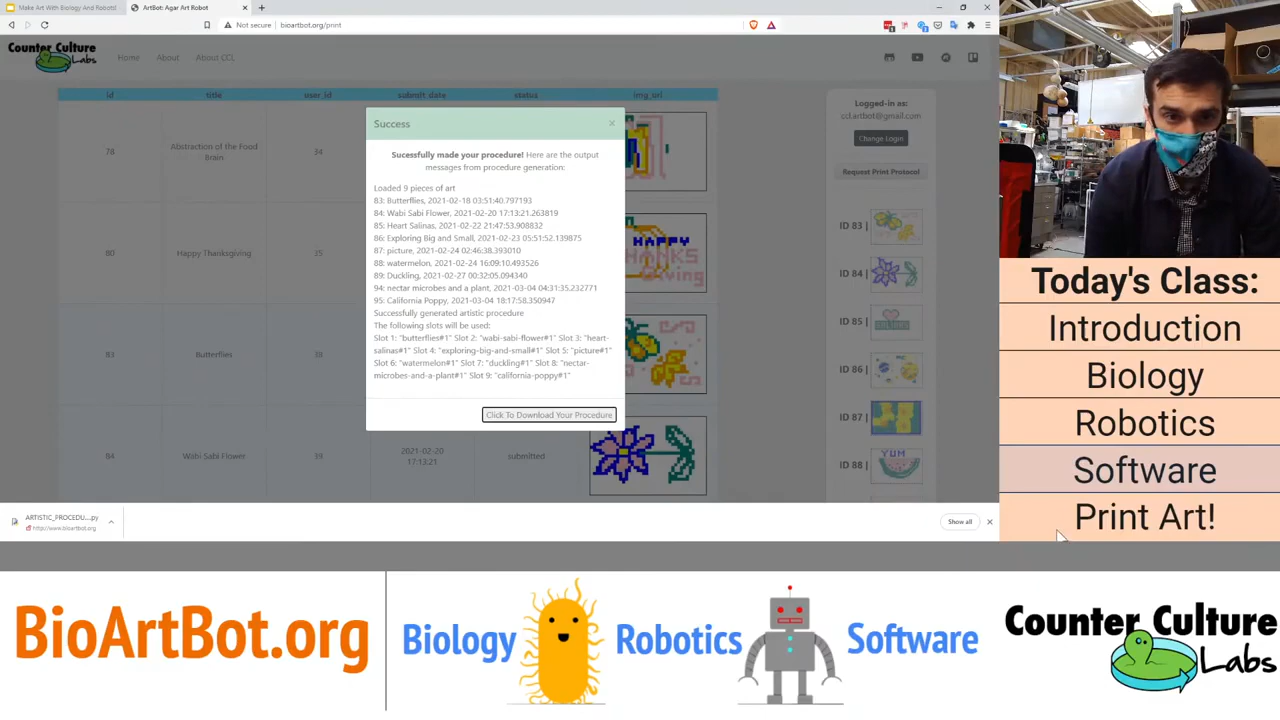 Make Art With Biology And Robots!
ArtBot: Agar Art Robot
Not secure
bioartbot.org/print
Counter Culture
Labs
Home
About
About CCL
id
title
user_id
submit_date
status
img_url
78
Abstraction of the Food
Brain
34
80
Happy Thanksgiving
35
HAPPY
THANKS
Giving
83
Butterflies
38
84
Wabi Sabi Flower
39
2021-02-20
17:13:21
submitted
Success
×
Sucessfully made your procedure! Here are the output
messages from procedure generation:
Loaded 9 pieces of art
83: Butterflies, 2021-02-18 03:51:40.797193
84: Wabi Sabi Flower, 2021-02-20 17:13:21.263819
85: Heart Salinas, 2021-02-22 21:47:53.908832
86: Exploring Big and Small, 2021-02-23 05:51:52.139875
87: picture, 2021-02-24 02:46:38.393010
88: watermelon, 2021-02-24 16:09:10.493526
89: Duckling, 2021-02-27 00:32:05.094340
94: nectar microbes and a plant, 2021-03-04 04:31:35.232771
95: California Poppy, 2021-03-04 18:17:58.350947
Successfully generated artistic procedure
The following slots will be used:
Slot 1: "butterflies#1" Slot 2: "wabi-sabi-flower#1" Slot 3: "heart-
salinas#1" Slot 4: "exploring-big-and-small#1" Slot 5: "picture#1"
Slot 6: "watermelon#1" Slot 7: "duckling#1" Slot 8: "nectar-
microbes-and-a-plant#1" Slot 9: "california-poppy#1"
Click To Download Your Procedure
Logged-in as:
ccl.artbot@gmail.com
Change Login
Request Print Protocol
ID 83
ID 84
ID 85
ID 86
ID 87
ID 88
YUM
ARTISTIC_PROCEDU....py
http://www.bioartbot.org
Show all
Today's Class:
Introduction
Biology
Robotics
Software
Print Art!
BioArtBot.org
Biology
Robotics
Software
Counter Culture
Labs